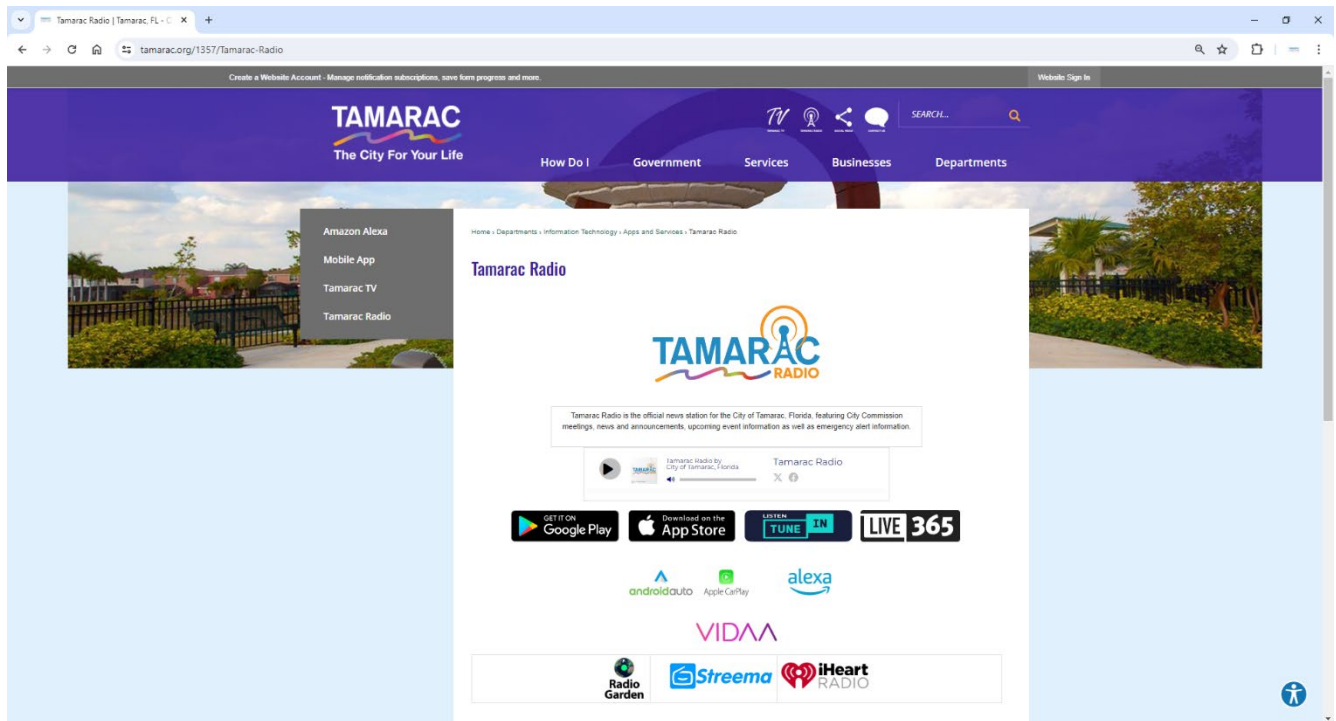 Tamarac Radio | Tamarac, FL - C
tamarac.org/1357/Tamarac-Radio
Create a Website Account - Manage notification subscriptions, save form progress and more.
Website Sign In
TAMARAC
The City For Your Life
TV
SEARCH...
How Do I
Government
Services
Businesses
Departments
Amazon Alexa
Mobile App
Tamarac TV
Tamarac Radio
Home › Departments › Information Technology › Apps and Services › Tamarac Radio
Tamarac Radio
TAMARAC
RADIO
Tamarac Radio is the official news station for the City of Tamarac, Florida, featuring City Commission
meetings, news and announcements, upcoming event information as well as emergency alert information.
Tamarac Radio by
City of Tamarac, Florida
Tamarac Radio
GET IT ON
Google Play
Download on the
App Store
LISTEN
TUNE IN
LIVE 365
androidauto
Apple CarPlay
alexa
VIDAA
Radio
Garden
Streema
iHeart
RADIO